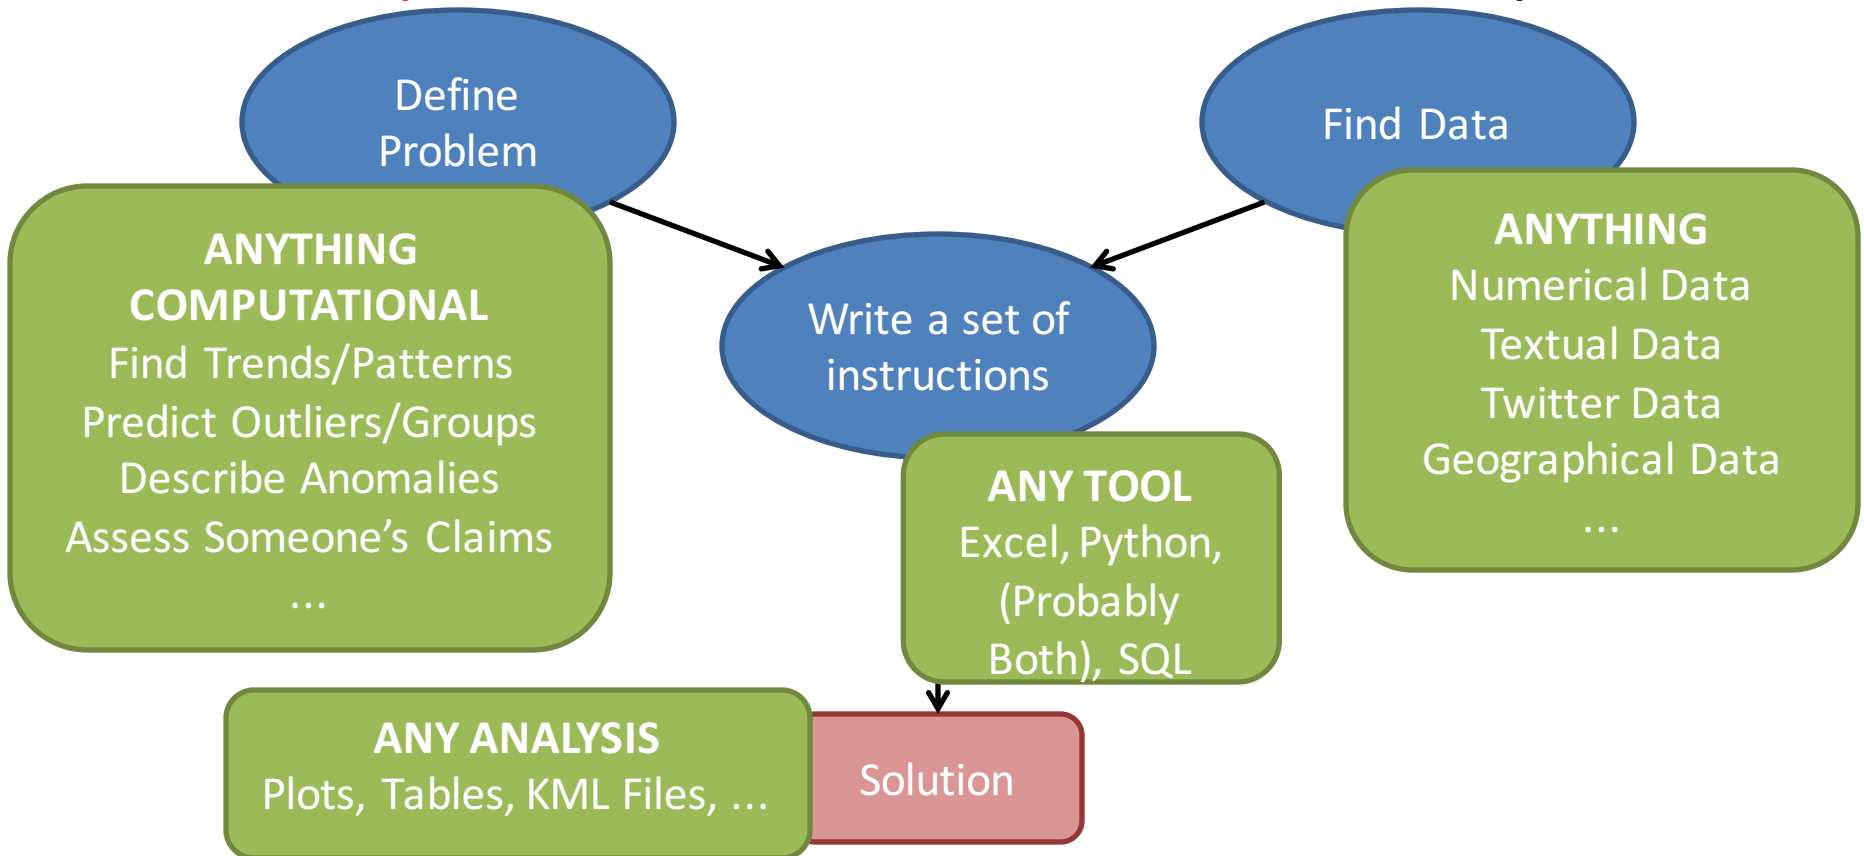 Define
Problem
Find Data
ANYTHING
COMPUTATIONAL
Find Trends/Patterns
Predict Outliers/Groups
Describe Anomalies
Assess Someone’s Claims
...
Write a set of
instructions
ANYTHING
Numerical Data
Textual Data
Twitter Data
Geographical Data
...
ANY TOOL
Excel, Python,
(Probably
Both), SQL
ANY ANALYSIS
Plots, Tables, KML Files, ...
Solution